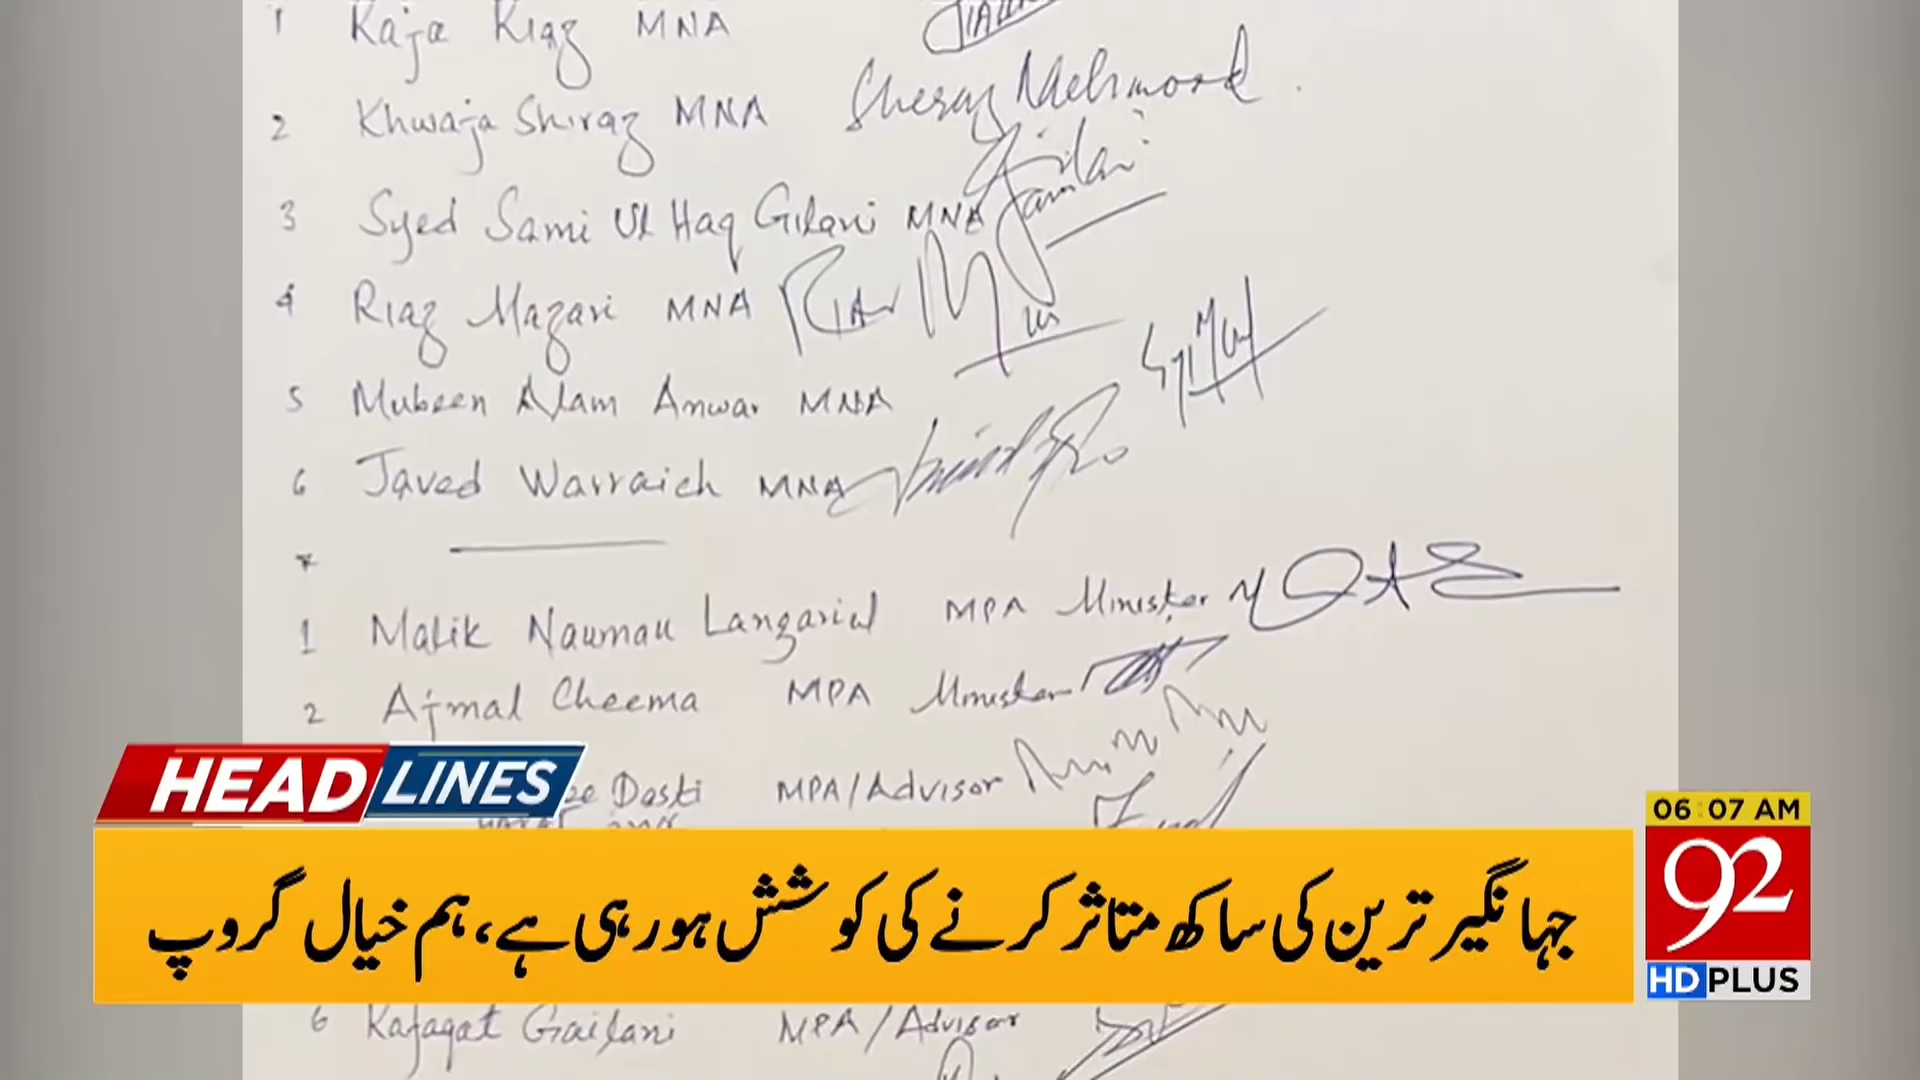 1 Raja Riaz MNA
2 Khwaja Shiraz MNA Sheraz Mehmood
3 Syed Sami Ul Haq Gilani MNA
4 Riaz Mazari MNA
5 Mubeen Alam Anwar MNA
6 Javed Warraich MNA
7
1 Malik Nauman Langarial MPA Minister
2 Ajmal Cheema MPA Minister
Dasti MPA/Advisor
HEADLINES
06:07 AM
92
HD PLUS
جہانگیر ترین کی ساکھ متاثر کرنے کی کوشش ہو رہی ہے، ہم خیال گروپ
6 Rafaqat Gailani MPA/Advisor